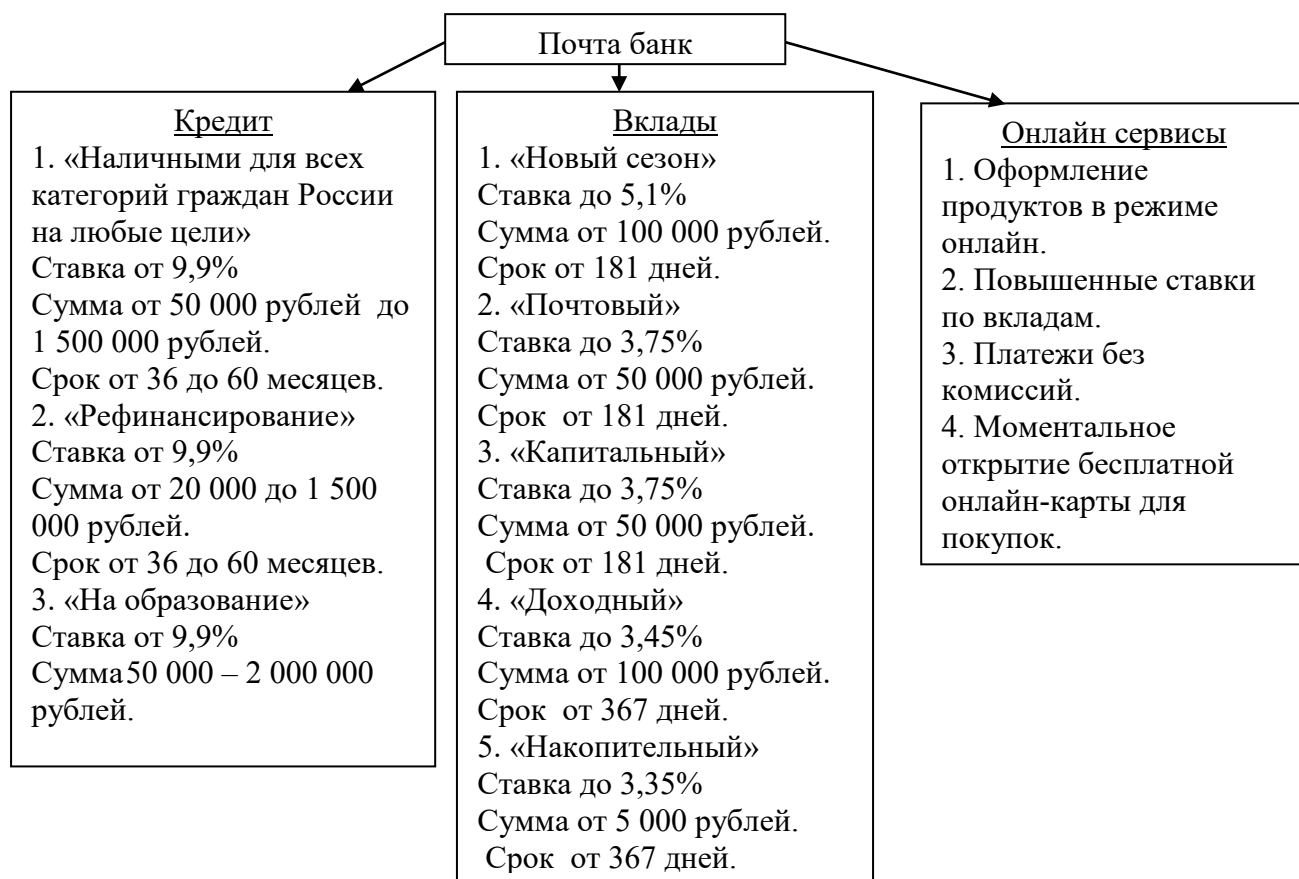 Почта банк
Кредит
1. «Наличными для всех
категорий граждан России
на любые цели»
Ставка от 9,9%
Сумма от 50 000 рублей до
1 500 000 рублей.
Срок от 36 до 60 месяцев.
2. «Рефинансирование»
Ставка от 9,9%
Сумма от 20 000 до 1 500
000 рублей.
Срок от 36 до 60 месяцев.
3. «На образование»
Ставка от 9,9%
Сумма50 000 – 2 000 000
рублей.
Вклады
1. «Новый сезон»
Ставка до 5,1%
Сумма от 100 000 рублей.
Срок от 181 дней.
2. «Почтовый»
Ставка до 3,75%
Сумма от 50 000 рублей.
Срок от 181 дней.
3. «Капитальный»
Ставка до 3,75%
Сумма от 50 000 рублей.
Срок от 181 дней.
4. «Доходный»
Ставка до 3,45%
Сумма от 100 000 рублей.
Срок от 367 дней.
5. «Накопительный»
Ставка до 3,35%
Сумма от 5 000 рублей.
Срок от 367 дней.
Онлайн сервисы
1. Оформление
продуктов в режиме
онлайн.
2. Повышенные ставки
по вкладам.
3. Платежи без
комиссий.
4. Моментальное
открытие бесплатной
онлайн-карты для
покупок.